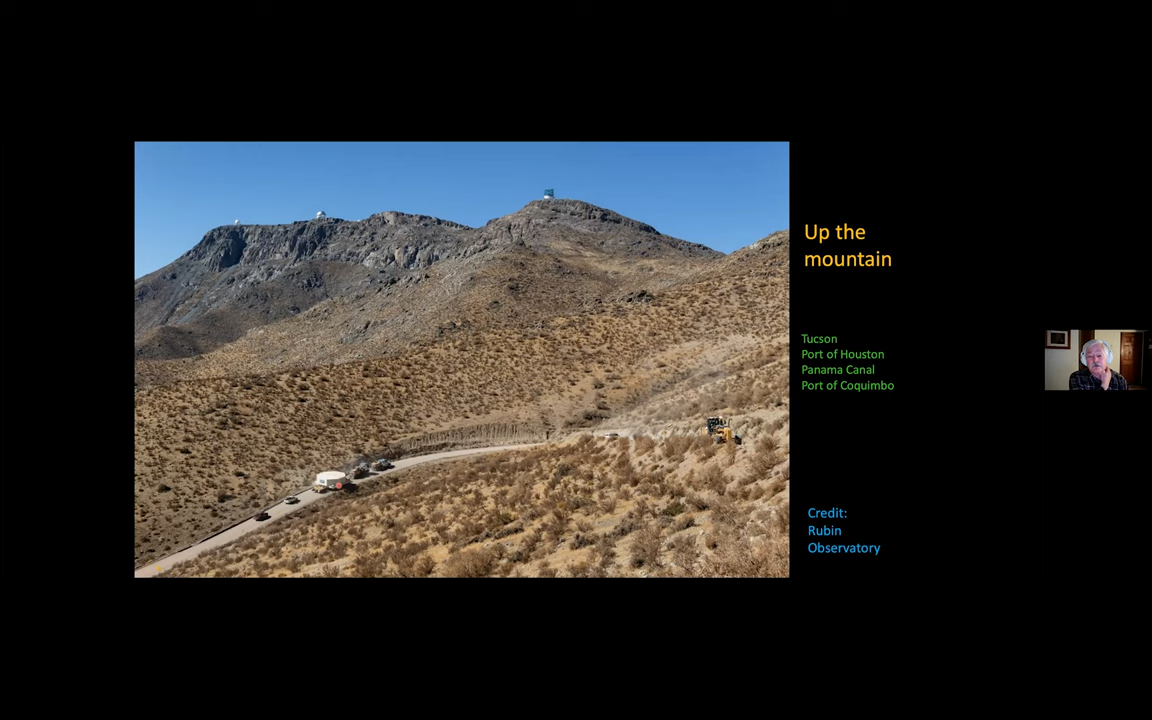 Up the
mountain
Tucson
Port of Houston
Panama Canal
Port of Coquimbo
Credit:
Rubin
Observatory